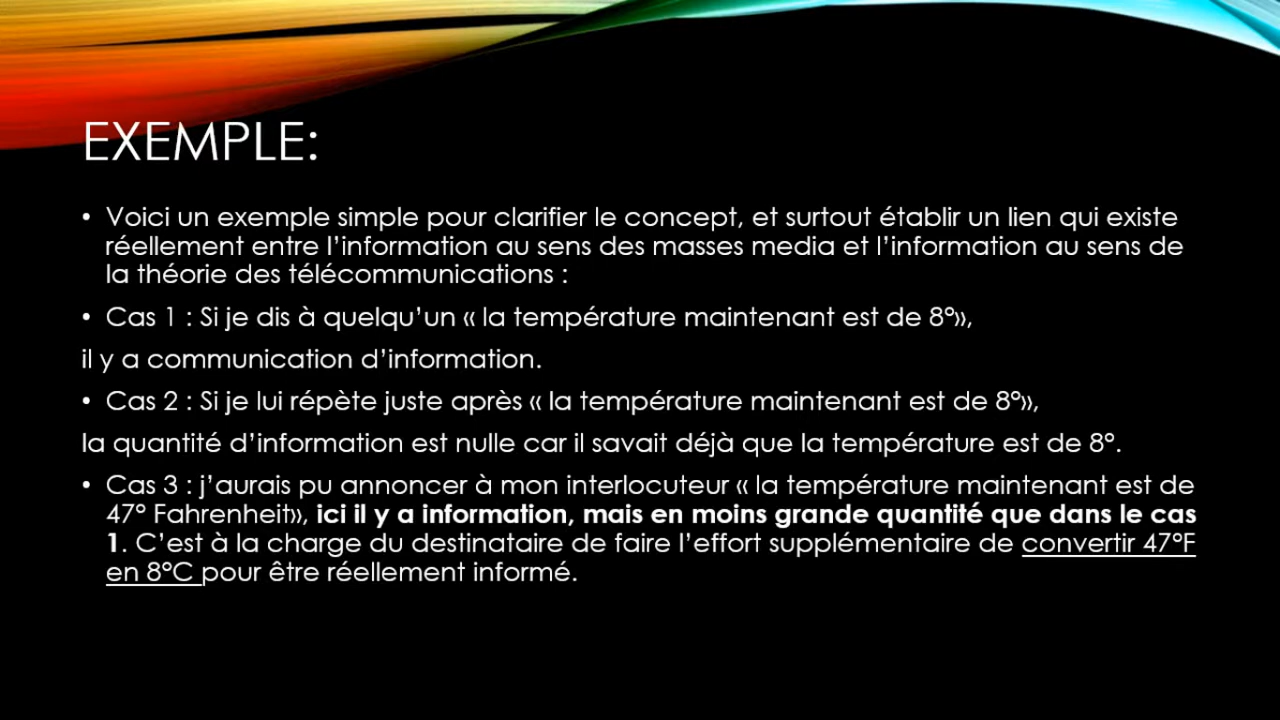 EXEMPLE:
• Voici un exemple simple pour clarifier le concept, et surtout établir un lien qui existe
réellement entre l’information au sens des masses media et l’information au sens de
la théorie des télécommunications :
• Cas 1 : Si je dis à quelqu’un « la température maintenant est de 8°»,
il y a communication d’information.
• Cas 2 : Si je lui répète juste après « la température maintenant est de 8°»,
la quantité d’information est nulle car il savait déjà que la température est de 8°.
• Cas 3 : j’aurais pu annoncer à mon interlocuteur « la température maintenant est de
47° Fahrenheit», ici il y a information, mais en moins grande quantité que dans le cas
1. C’est à la charge du destinataire de faire l’effort supplémentaire de convertir 47°F
en 8°C pour être réellement informé.